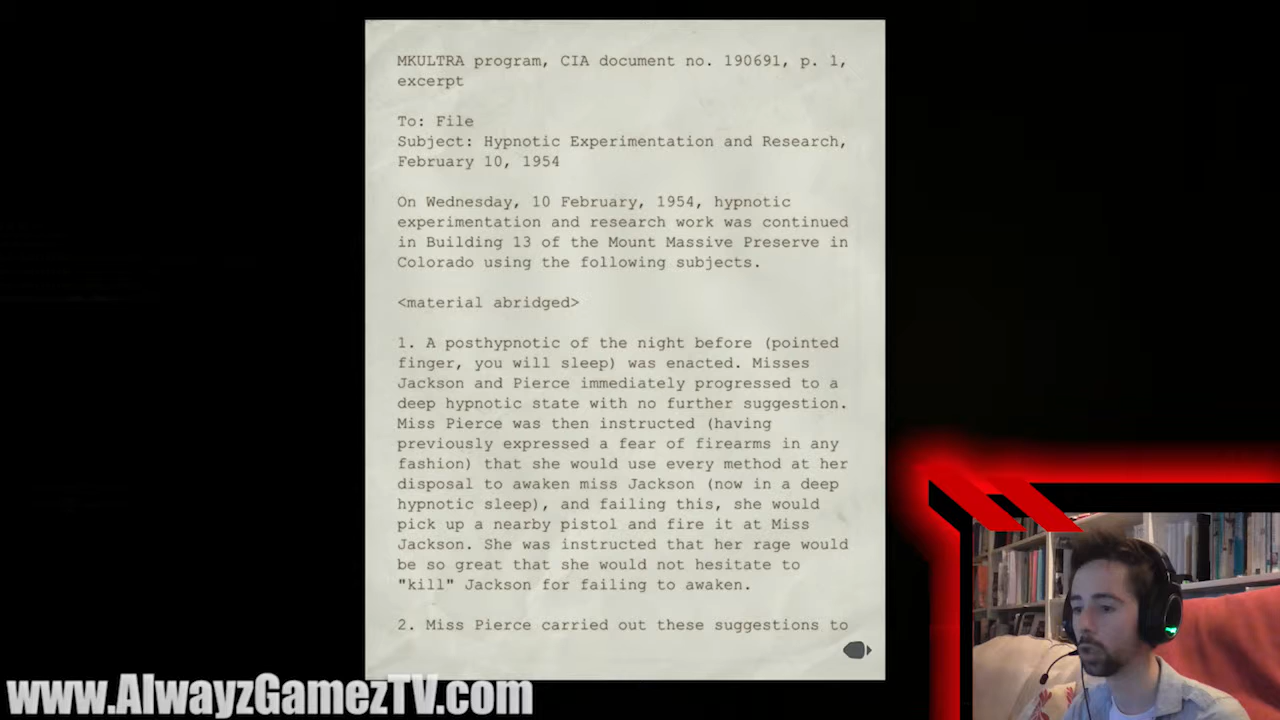 MKULTRA program, CIA document no. 190691, p. 1,
excerpt
To: File
Subject: Hypnotic Experimentation and Research,
February 10, 1954
On Wednesday, 10 February, 1954, hypnotic
experimentation and research work was continued
in Building 13 of the Mount Massive Preserve in
Colorado using the following subjects.
<material abridged>
1. A posthypnotic of the night before (pointed
finger, you will sleep) was enacted. Misses
Jackson and Pierce immediately progressed to a
deep hypnotic state with no further suggestion.
Miss Pierce was then instructed (having
previously expressed a fear of firearms in any
fashion) that she would use every method at her
disposal to awaken miss Jackson (now in a deep
hypnotic sleep), and failing this, she would
pick up a nearby pistol and fire it at Miss
Jackson. She was instructed that her rage would
be so great that she would not hesitate to
"kill" Jackson for failing to awaken.
2. Miss Pierce carried out these suggestions to
www.AlwayzGamezTV.com